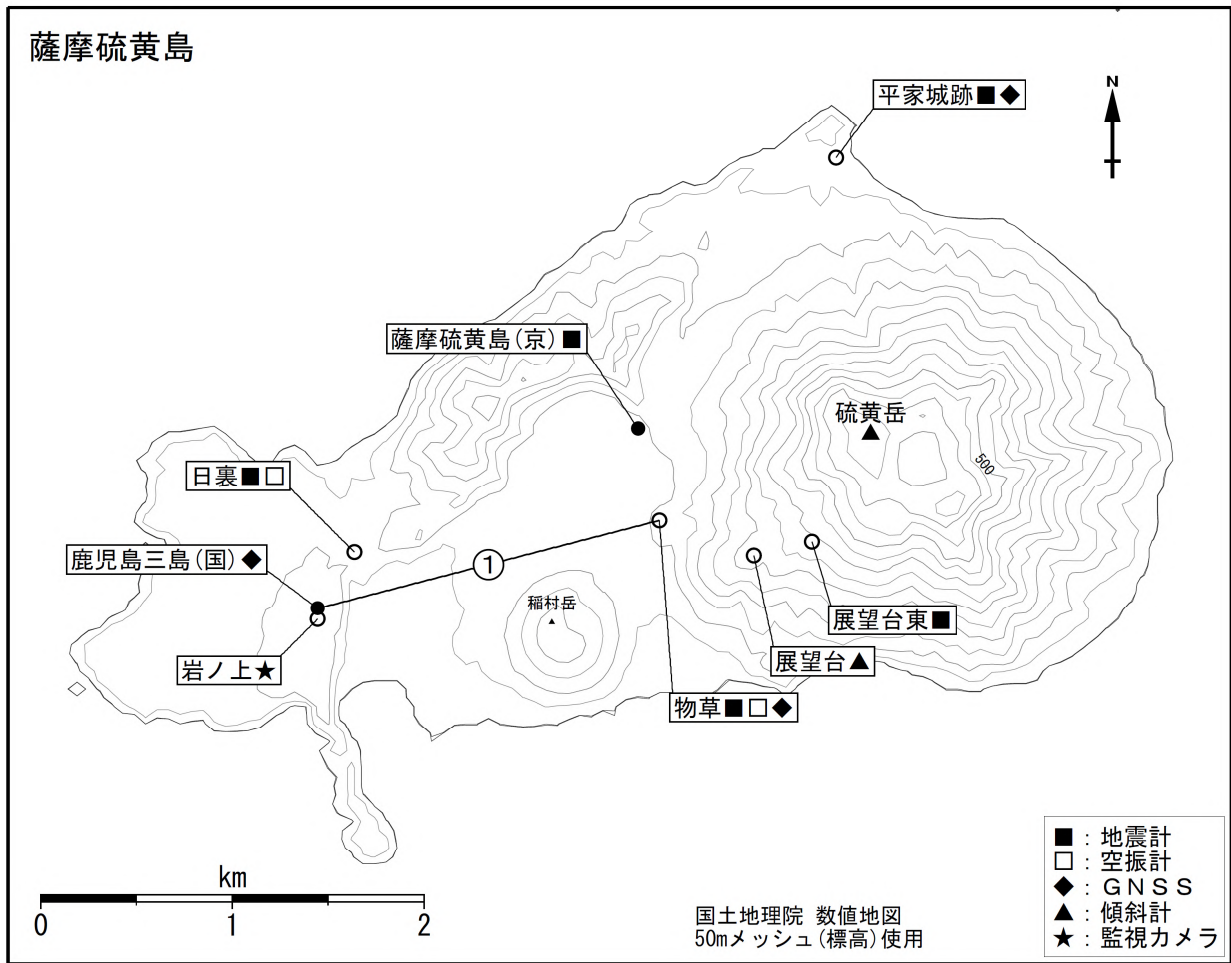 薩摩硫黄島
N
平家城跡■◆
薩摩硫黄島(京)■
硫黄岳
500
日裏■□
鹿児島三島(国)◆
①
稲村岳
岩ノ上★
展望台東■
展望台▲
物草■□◆
km
0 1 2
国土地理院 数値地図
50mメッシュ(標高)使用
■：地震計
□：空振計
◆：ＧＮＳＳ
▲：傾斜計
★：監視カメラ